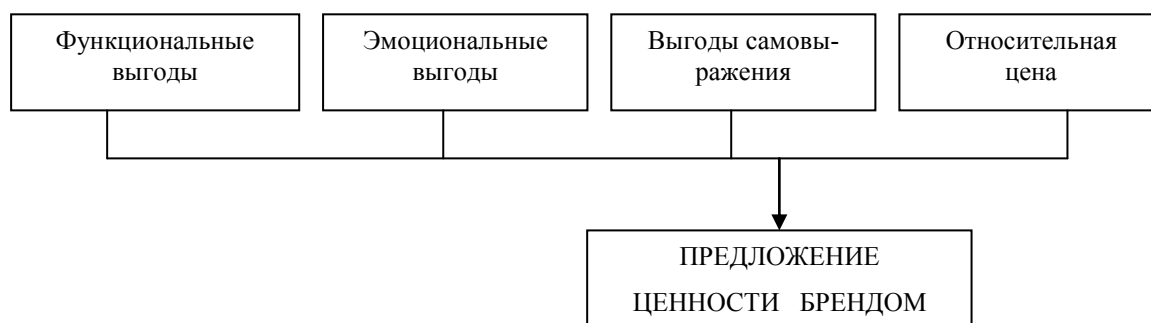 Функциональные
выгоды
Эмоциональные
выгоды
Выгоды самовы-
ражения
Относительная
цена
ПРЕДЛОЖЕНИЕ
ЦЕННОСТИ БРЕНДОМ